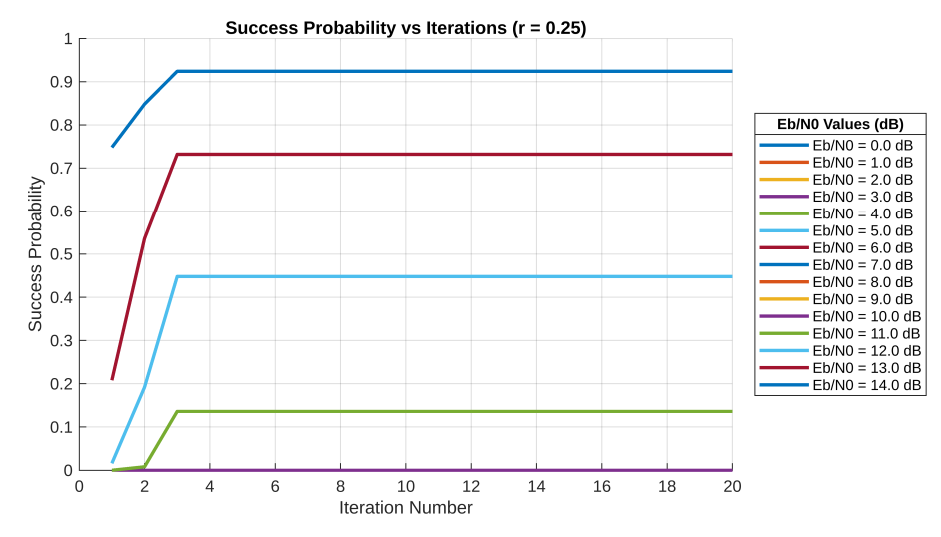 Success Probability vs Iterations (r = 0.25)
1
0.9
0.8
0.7
0.6
0.5
0.4
0.3
0.2
0.1
0
Success Probability
0 2 4 6 8 10 12 14 16 18 20
Iteration Number
Eb/N0 Values (dB)
Eb/N0 = 0.0 dB
Eb/N0 = 1.0 dB
Eb/N0 = 2.0 dB
Eb/N0 = 3.0 dB
Eb/N0 = 4.0 dB
Eb/N0 = 5.0 dB
Eb/N0 = 6.0 dB
Eb/N0 = 7.0 dB
Eb/N0 = 8.0 dB
Eb/N0 = 9.0 dB
Eb/N0 = 10.0 dB
Eb/N0 = 11.0 dB
Eb/N0 = 12.0 dB
Eb/N0 = 13.0 dB
Eb/N0 = 14.0 dB